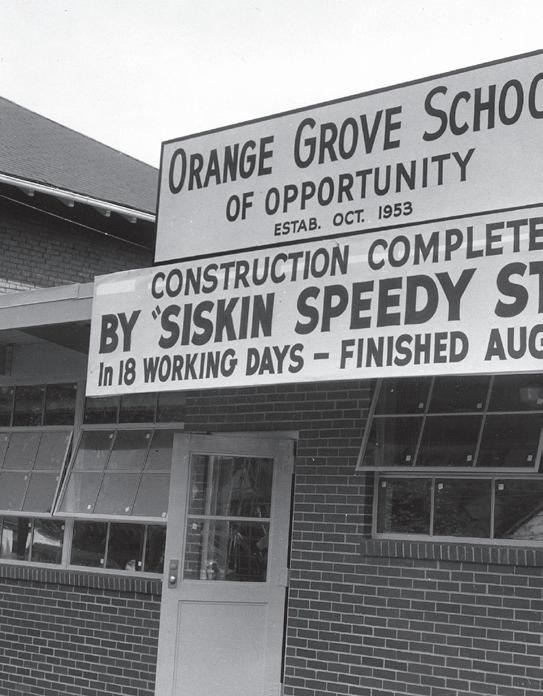 ORANGE GROVE SCHOO
OF OPPORTUNITY
ESTAB. OCT. 1953
CONSTRUCTION COMPLETE
BY "SISKIN SPEEDY ST
In 18 WORKING DAYS - FINISHED AUG